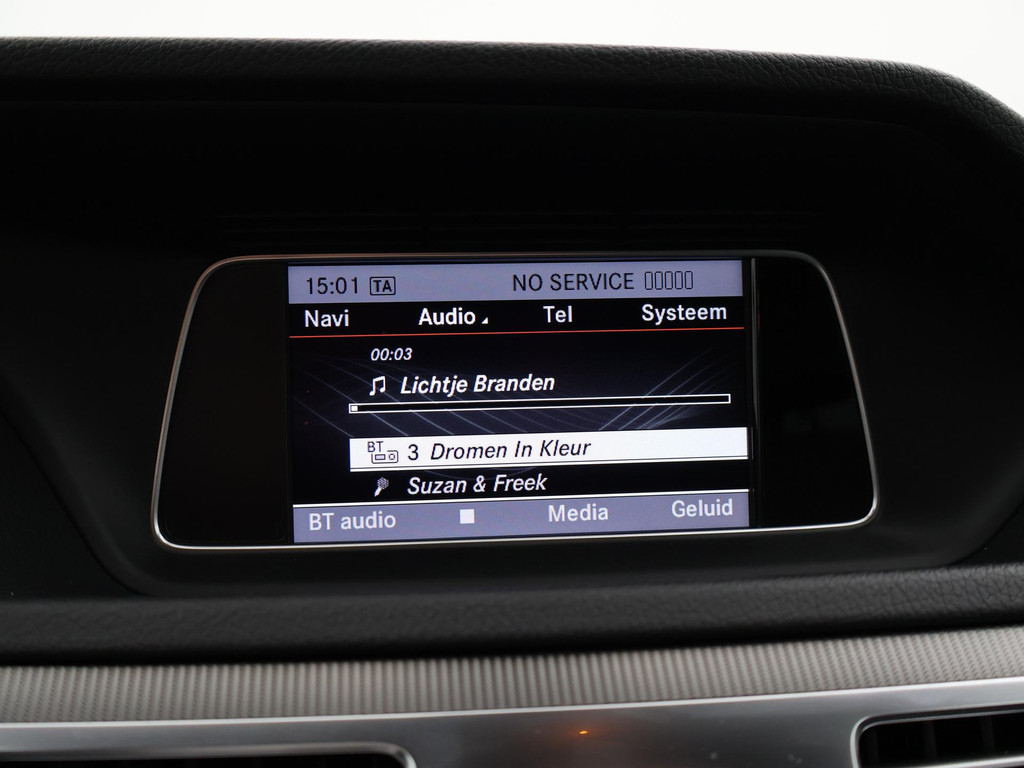 15:01 TA NO SERVICE
Navi Audio Tel Systeem
00:03
Lichtje Branden
BT 3 Dromen In Kleur
Suzan & Freek
BT audio Media Geluid